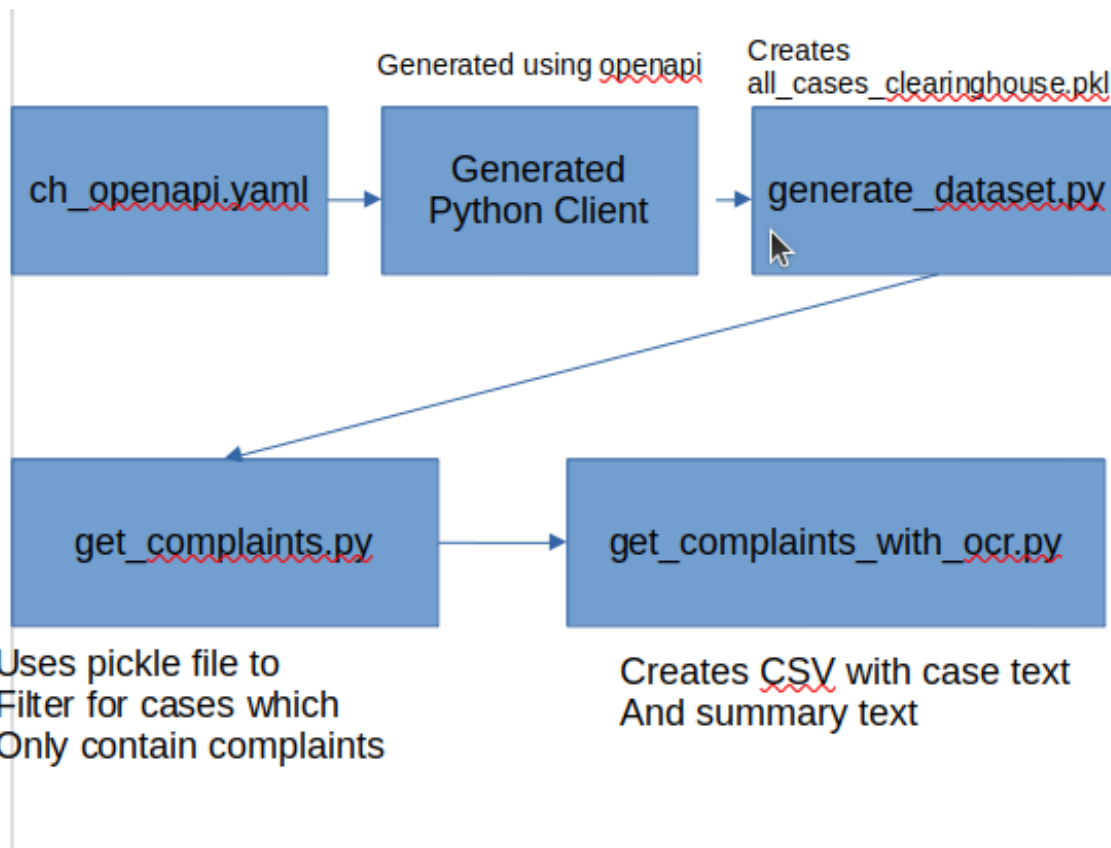 Generated using openapi
Creates
all_cases_clearinghouse.pkl
ch_openapi.yaml
Generated
Python Client
generate_dataset.py
get_complaints.py
get_complaints_with_ocr.py
Uses pickle file to
Filter for cases which
Only contain complaints
Creates CSV with case text
And summary text